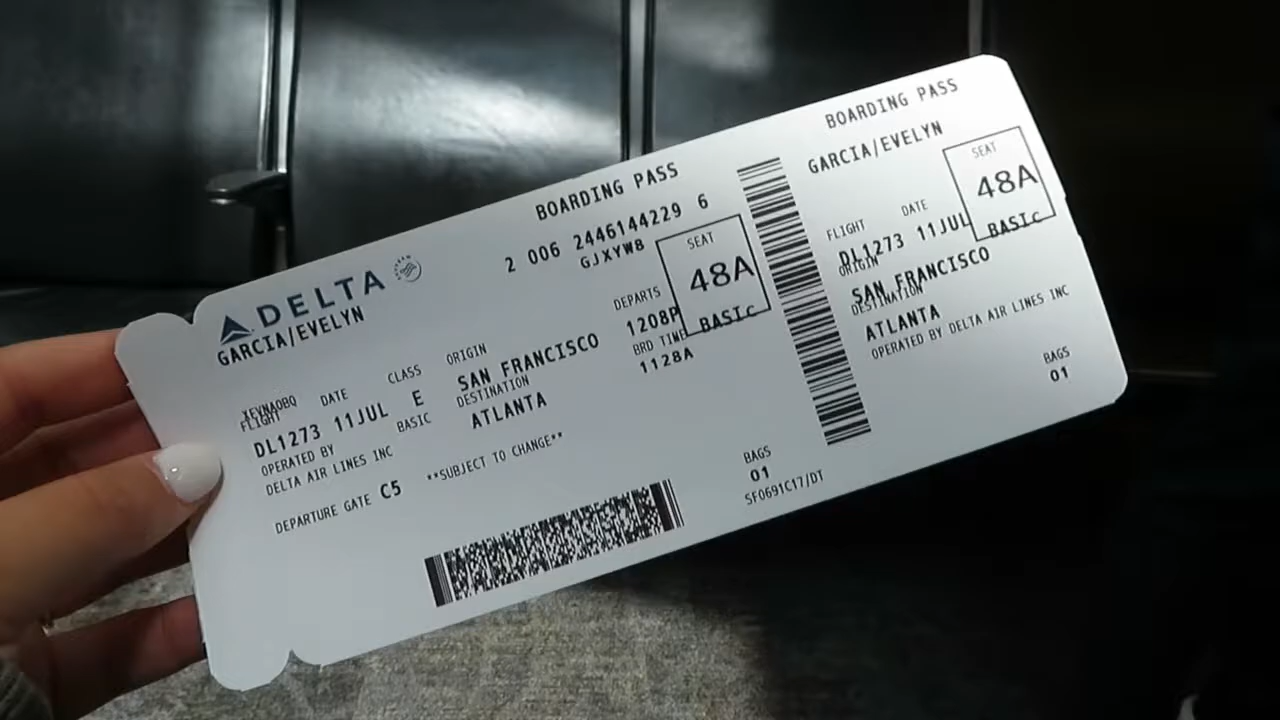 BOARDING PASS
2 006 2446144229 6
GJXYW8
DELTA
GARCIA/EVELYN
XEVNAOBQ
FLIGHT DATE CLASS ORIGIN
DL1273 11JUL E SAN FRANCISCO
OPERATED BY BASIC DESTINATION
DELTA AIR LINES INC ATLANTA
DEPARTURE GATE C5 **SUBJECT TO CHANGE**
DEPARTS
1208P
BRD TIME
1128A
SEAT
48A
BASIC
BAGS
01
SF0691C17/DT
BOARDING PASS
GARCIA/EVELYN
SEAT
48A
BASIC
FLIGHT DATE
DL1273 11JUL
ORIGIN
SAN FRANCISCO
DESTINATION
ATLANTA
OPERATED BY DELTA AIR LINES INC
BAGS
01